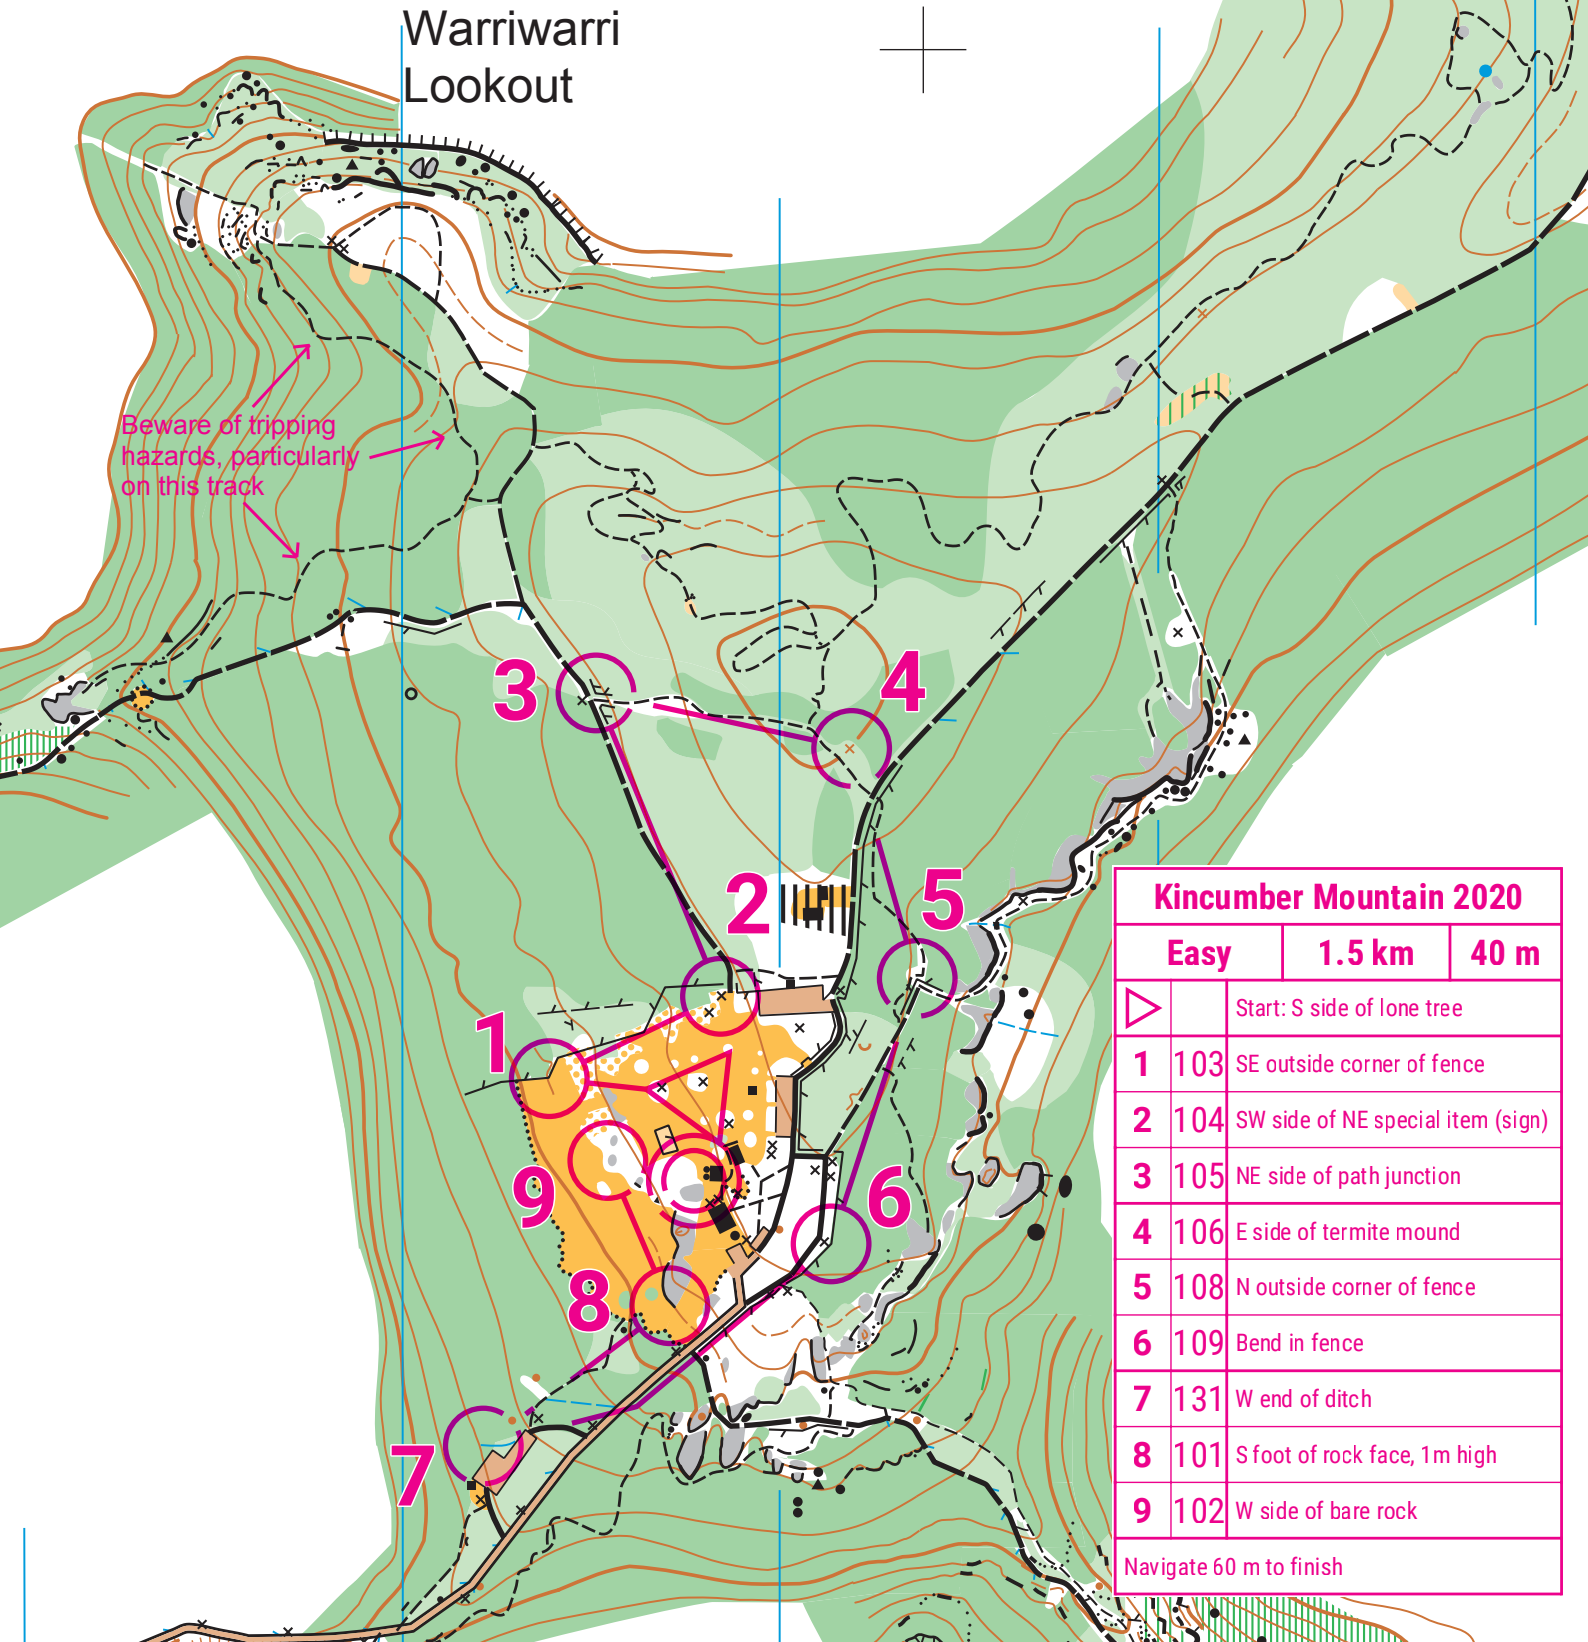 Warriwarri
Lookout
Beware of tripping
hazards, particularly
on this track
3
4
2
5
1
9
6
8
7
Kincumber Mountain 2020
Easy 1.5 km 40 m
Start: S side of lone tree
1 103 SE outside corner of fence
2 104 SW side of NE special item (sign)
3 105 NE side of path junction
4 106 E side of termite mound
5 108 N outside corner of fence
6 109 Bend in fence
7 131 W end of ditch
8 101 S foot of rock face, 1m high
9 102 W side of bare rock
Navigate 60 m to finish